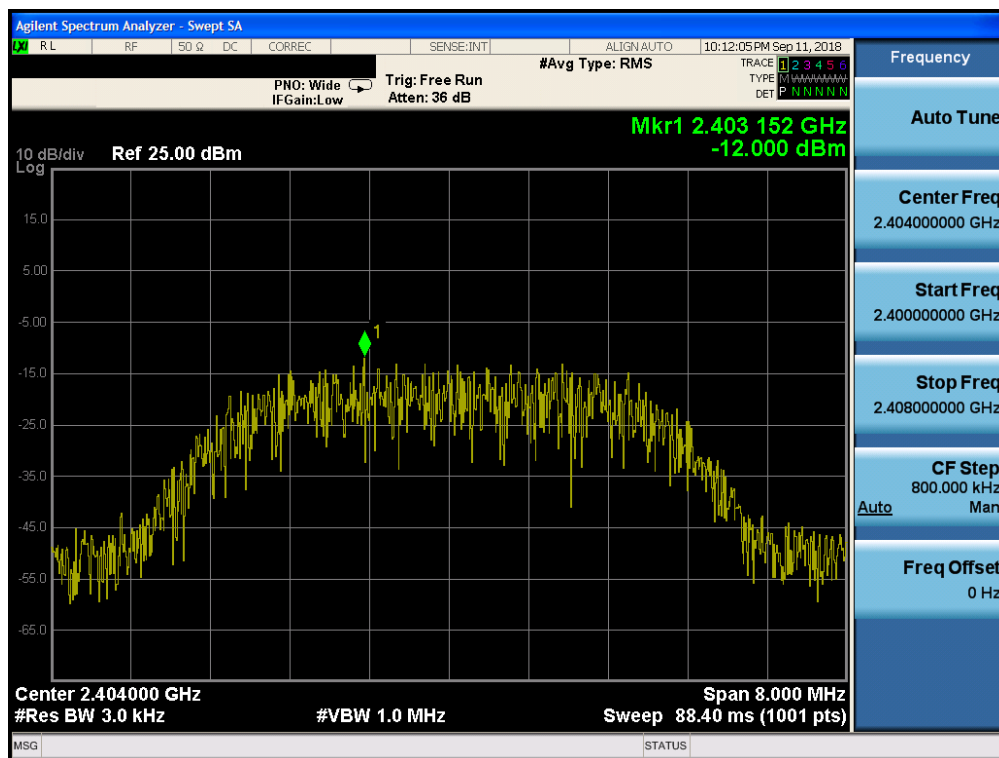 Agilent Spectrum Analyzer - Swept SA
LXI RL RF 50 Ω DC CORREC SENSE:INT ALIGN AUTO 10:12:05 PM Sep 11, 2018
#Avg Type: RMS TRACE 1 2 3 4 5 6
PNO: Wide Trig: Free Run TYPE M WWWWW
IFGain:Low Atten: 36 dB DET P N N N N N
Mkr1 2.403 152 GHz
-12.000 dBm
10 dB/div Ref 25.00 dBm
Log
15.0
5.00
-5.00
1
-15.0
-25.0
-35.0
-45.0
-55.0
-65.0
Center 2.404000 GHz Span 8.000 MHz
#Res BW 3.0 kHz #VBW 1.0 MHz Sweep 88.40 ms (1001 pts)
MSG STATUS
Frequency
Auto Tune
Center Freq
2.404000000 GHz
Start Freq
2.400000000 GHz
Stop Freq
2.408000000 GHz
CF Step
800.000 kHz
Auto Man
Freq Offset
0 Hz